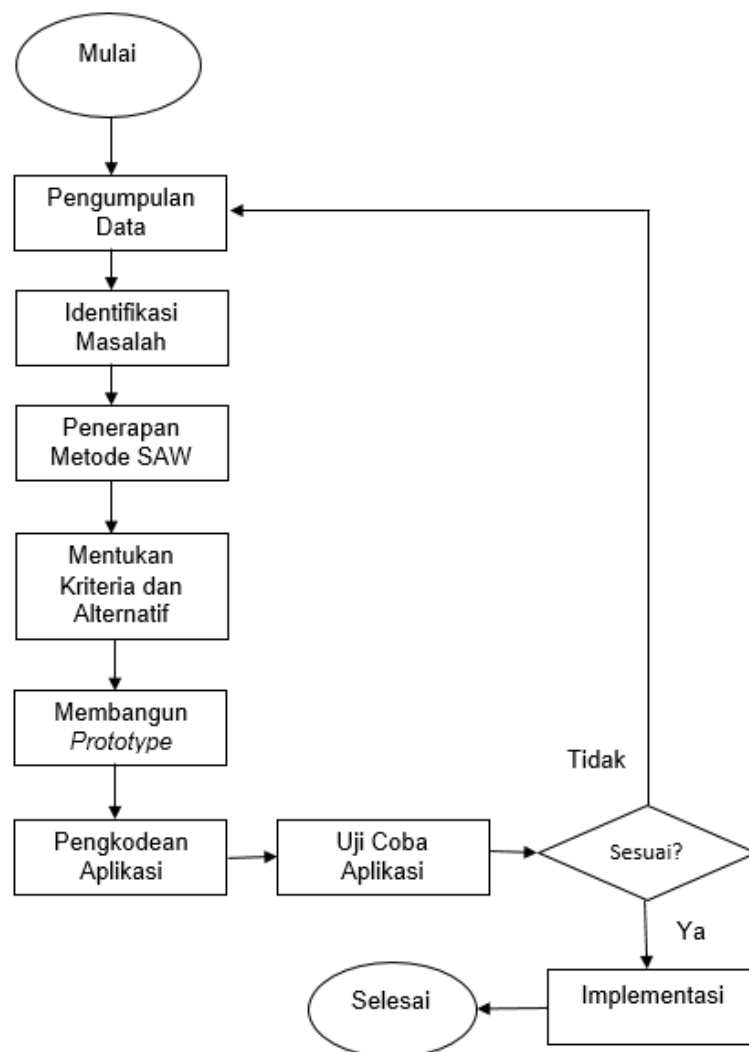 Mulai
Pengumpulan
Data
Identifikasi
Masalah
Penerapan
Metode SAW
Mentukan
Kriteria dan
Alternatif
Membangun
Prototype
Tidak
Pengkodean
Aplikasi
Uji Coba
Aplikasi
Sesuai?
Ya
Implementasi
Selesai